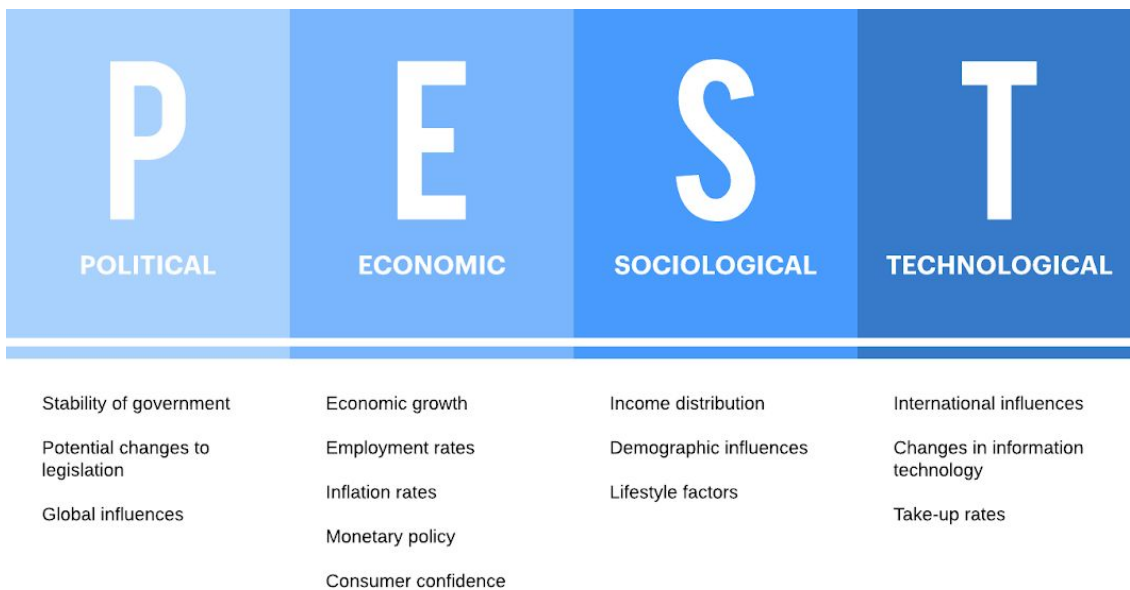 P E S T
POLITICAL ECONOMIC SOCIOLOGICAL TECHNOLOGICAL
Stability of government
Potential changes to
legislation
Global influences
Economic growth
Employment rates
Inflation rates
Monetary policy
Consumer confidence
Income distribution
Demographic influences
Lifestyle factors
International influences
Changes in information
technology
Take-up rates